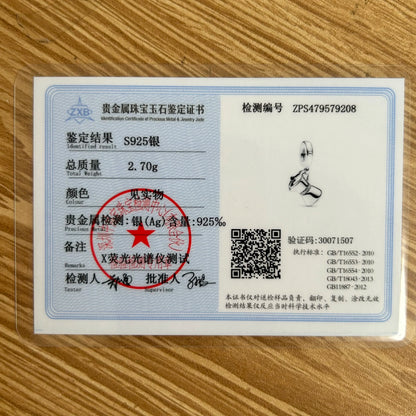 ZXB
贵金属珠宝玉石鉴定证书
Identification Certificate of Precious Metal & Jewelry Jade
检测编号 ZPS479579208
鉴定结果 S925银
Identified result
总质量 2.70g
Total Weight
颜色 见实物
贵金属检测:银(Ag)含量:925‰
Precious Metal
备注 X荧光光谱仪测试
Remarks
检测人 批准人
Tester Supervisor
验证码:30071507
执行标准: GB/T16552-2010
GB/T16553-2010
GB/T16554-2010
GB/T18043-2013
GB11887-2012
本证书仅对送检样品负责,翻印、复制、涂改无效
检测结果仅反应当时科学技术水平